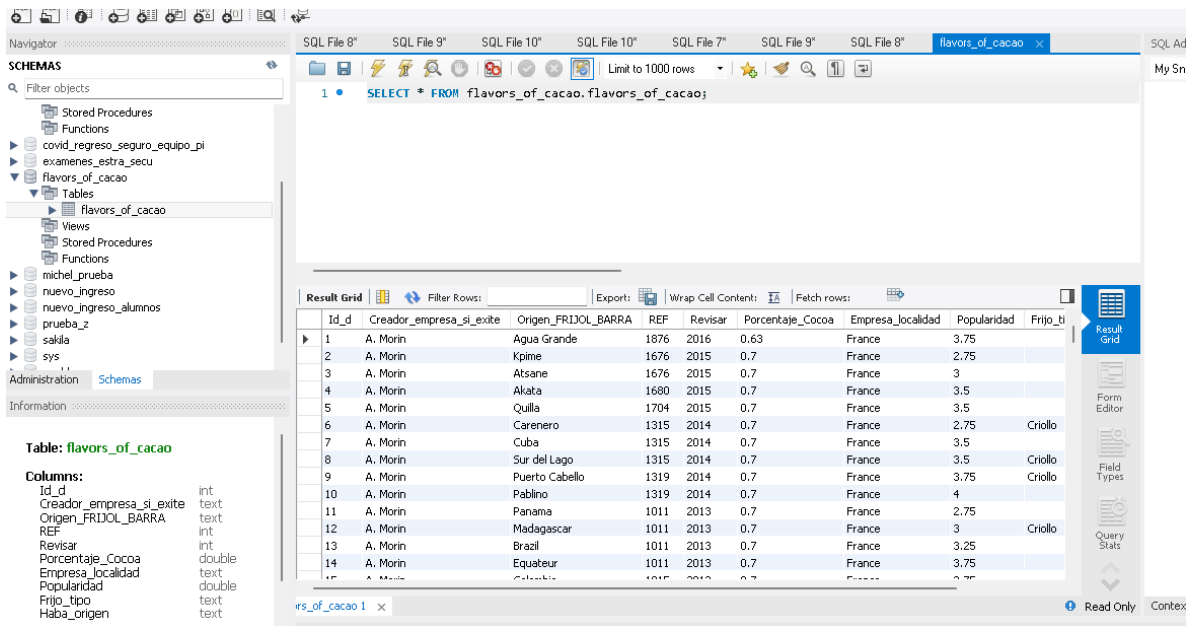 Navigator
SCHEMAS
Filter objects
Stored Procedures
Functions
covid_regreso_seguro_equipo_pi
examenes_estra_secu
flavors_of_cacao
Tables
flavors_of_cacao
Views
Stored Procedures
Functions
michel_prueba
nuevo_ingreso
nuevo_ingreso_alumnos
prueba_z
sakila
sys
Administration Schemas
Information
Table: flavors_of_cacao
Columns:
Id_d int
Creador_empresa_si_exite text
Origen_FRIJOL_BARRA text
REF int
Revisar int
Porcentaje_Cocoa double
Empresa_localidad text
Popularidad double
Frijo_tipo text
Haba_origen text
SQL File 8* SQL File 9* SQL File 10* SQL File 10* SQL File 7* SQL File 9* SQL File 8* flavors_of_cacao
Limit to 1000 rows
1 SELECT * FROM flavors_of_cacao.flavors_of_cacao;
Result Grid Filter Rows: Export: Wrap Cell Content: Fetch rows:
Id_d Creador_empresa_si_exite Origen_FRIJOL_BARRA REF Revisar Porcentaje_Cocoa Empresa_localidad Popularidad Frijo_ti
1 A. Morin Agua Grande 1876 2016 0.63 France 3.75
2 A. Morin Kpime 1676 2015 0.7 France 2.75
3 A. Morin Atsane 1676 2015 0.7 France 3
4 A. Morin Akata 1680 2015 0.7 France 3.5
5 A. Morin Quilla 1704 2015 0.7 France 3.5
6 A. Morin Carenero 1315 2014 0.7 France 2.75 Criollo
7 A. Morin Cuba 1315 2014 0.7 France 3.5
8 A. Morin Sur del Lago 1315 2014 0.7 France 3.5 Criollo
9 A. Morin Puerto Cabello 1319 2014 0.7 France 3.75 Criollo
10 A. Morin Pablino 1319 2014 0.7 France 4
11 A. Morin Panama 1011 2013 0.7 France 2.75
12 A. Morin Madagascar 1011 2013 0.7 France 3 Criollo
13 A. Morin Brazil 1011 2013 0.7 France 3.25
14 A. Morin Equateur 1011 2013 0.7 France 3.75
Result Grid
Form Editor
Field Types
Query Stats
rs_of_cacao 1
Read Only
SQL Ad
My Sn
Contex